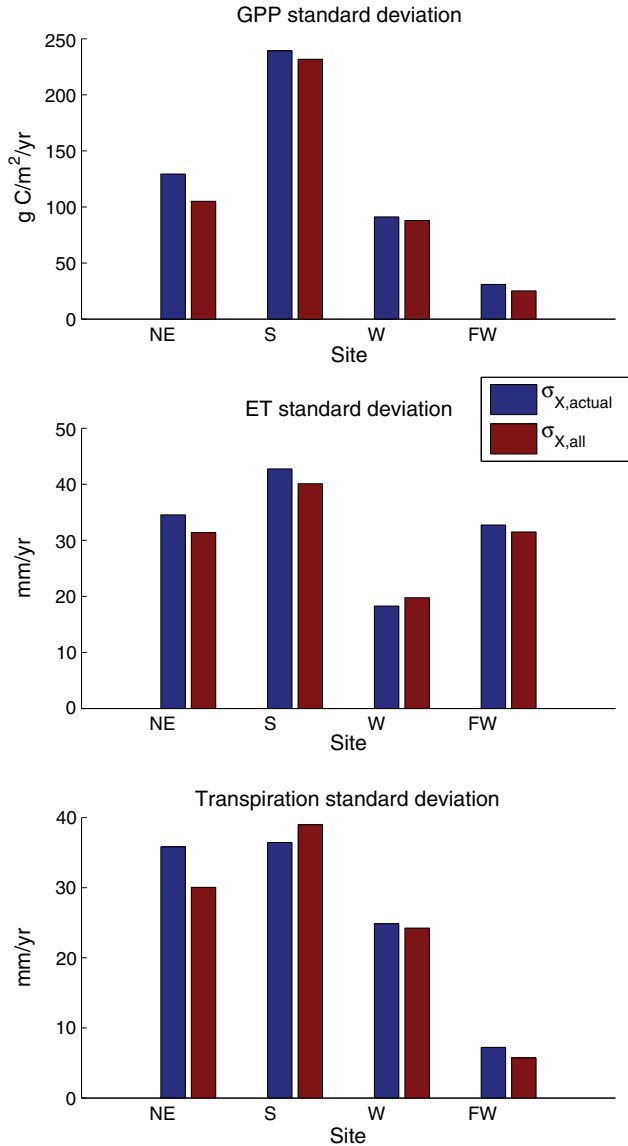 GPP standard deviation
250
200
150
100
50
0
g C/m²/yr
NE S W FW
Site
σX,actual
σX,all
ET standard deviation
50
40
30
20
10
0
mm/yr
NE S W FW
Site
Transpiration standard deviation
40
30
20
10
0
mm/yr
NE S W FW
Site